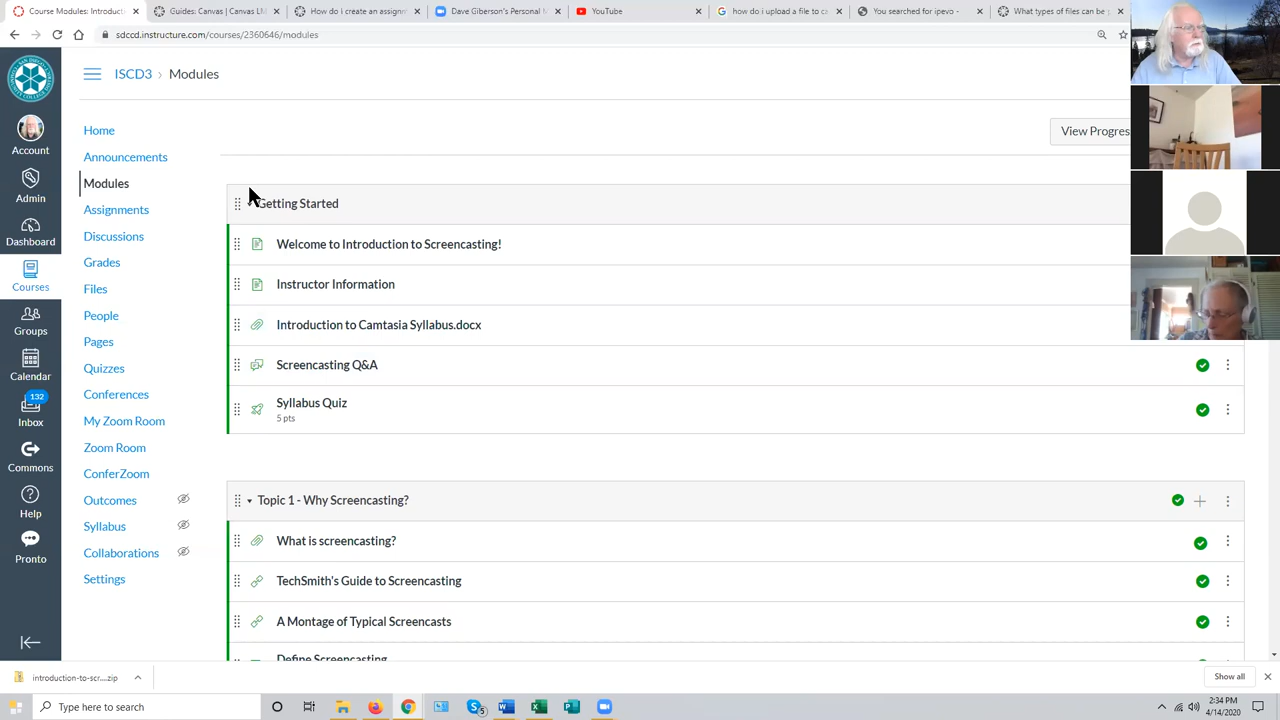 Course Modules: Introducti
Guides: Canvas | Canvas LM
How do i create an assignm
Dave Giberson's Personal M
YouTube
how do i upload a file to ca
You searched for ipevo -
What types of files can be p
sdccd.instructure.com/courses/2360646/modules
ISCD3 › Modules
View Progres
Account
Admin
Dashboard
Courses
Groups
Calendar
132
Inbox
Commons
Help
Pronto
Home
Announcements
Modules
Assignments
Discussions
Grades
Files
People
Pages
Quizzes
Conferences
My Zoom Room
Zoom Room
ConferZoom
Outcomes
Syllabus
Collaborations
Settings
Getting Started
Welcome to Introduction to Screencasting!
Instructor Information
Introduction to Camtasia Syllabus.docx
Screencasting Q&A
Syllabus Quiz
5 pts
Topic 1 - Why Screencasting?
What is screencasting?
TechSmith's Guide to Screencasting
A Montage of Typical Screencasts
Define Screencasting
introduction-to-scr....zip
Show all
Type here to search
5
2:34 PM
4/14/2020